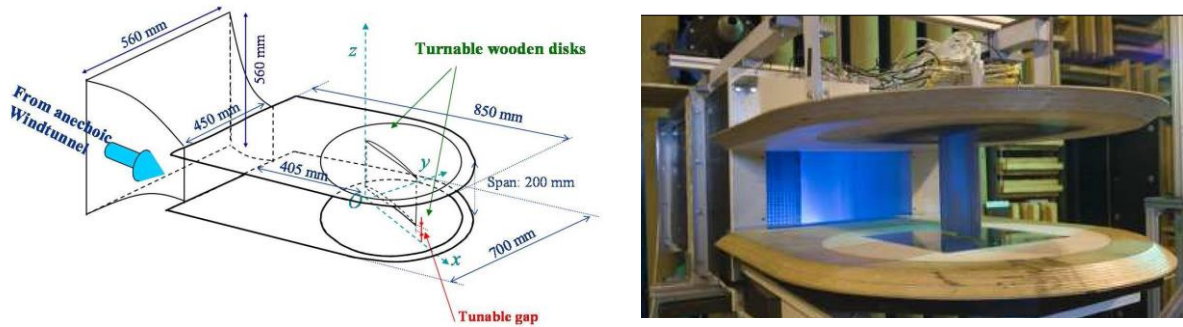 560 mm
560 mm
z
Turnable wooden disks
From anechoic
Windtunnel
450 mm
850 mm
405 mm
y
Span: 200 mm
O
700 mm
x
Tunable gap